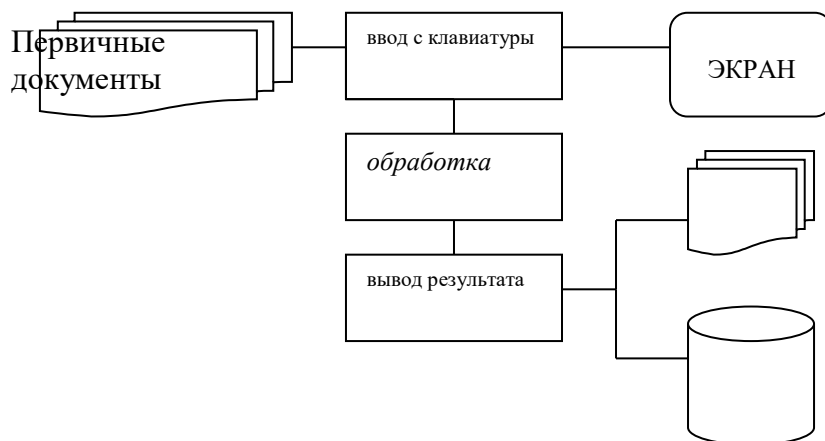 Первичные
документы
ввод с клавиатуры
ЭКРАН
обработка
вывод результата